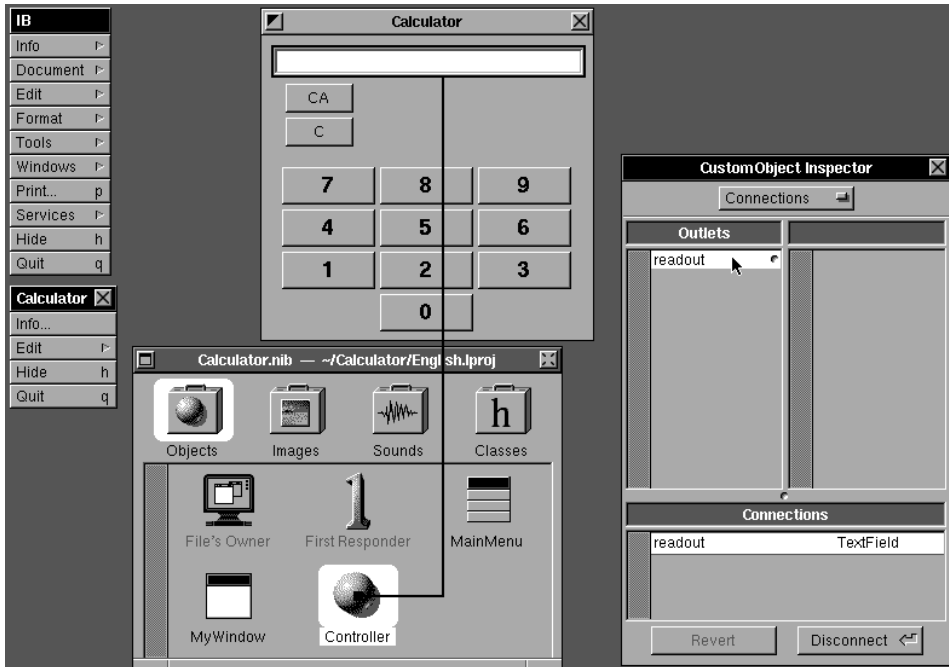 IB
Info
Document
Edit
Format
Tools
Windows
Print... p
Services
Hide h
Quit q
Calculator
Info...
Edit
Hide h
Quit q
Calculator
CA
C
7 8 9
4 5 6
1 2 3
0
Calculator.nib — ~/Calculator/English.lproj
h
Objects Images Sounds Classes
1
File's Owner First Responder MainMenu
MyWindow Controller
CustomObject Inspector
Connections
Outlets
readout
Connections
readout TextField
Revert Disconnect